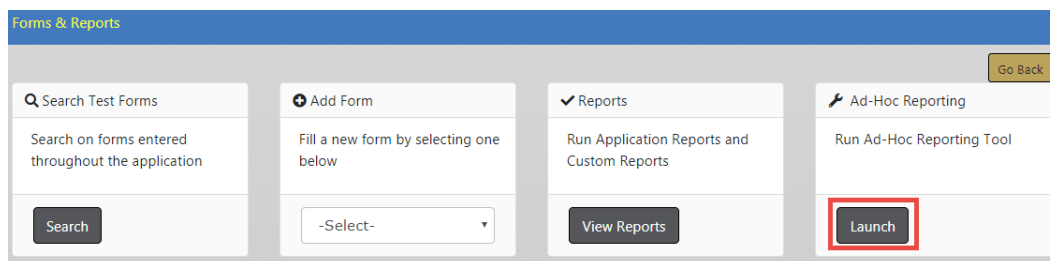 Forms & Reports
Go Back
Search Test Forms
Search on forms entered
throughout the application
Search
Add Form
Fill a new form by selecting one
below
-Select-
Reports
Run Application Reports and
Custom Reports
View Reports
Ad-Hoc Reporting
Run Ad-Hoc Reporting Tool
Launch